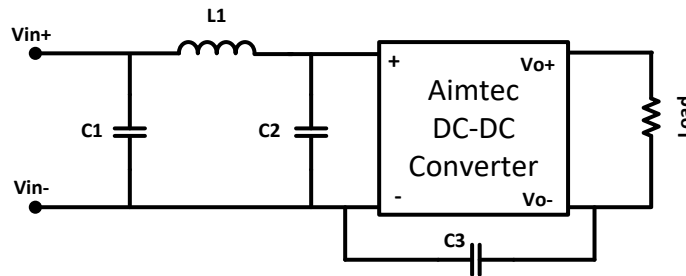 L1
Vin+
+
Vo+
Aimtec
DC-DC
Converter
C1
C2
Load
Vin-
-
Vo-
C3